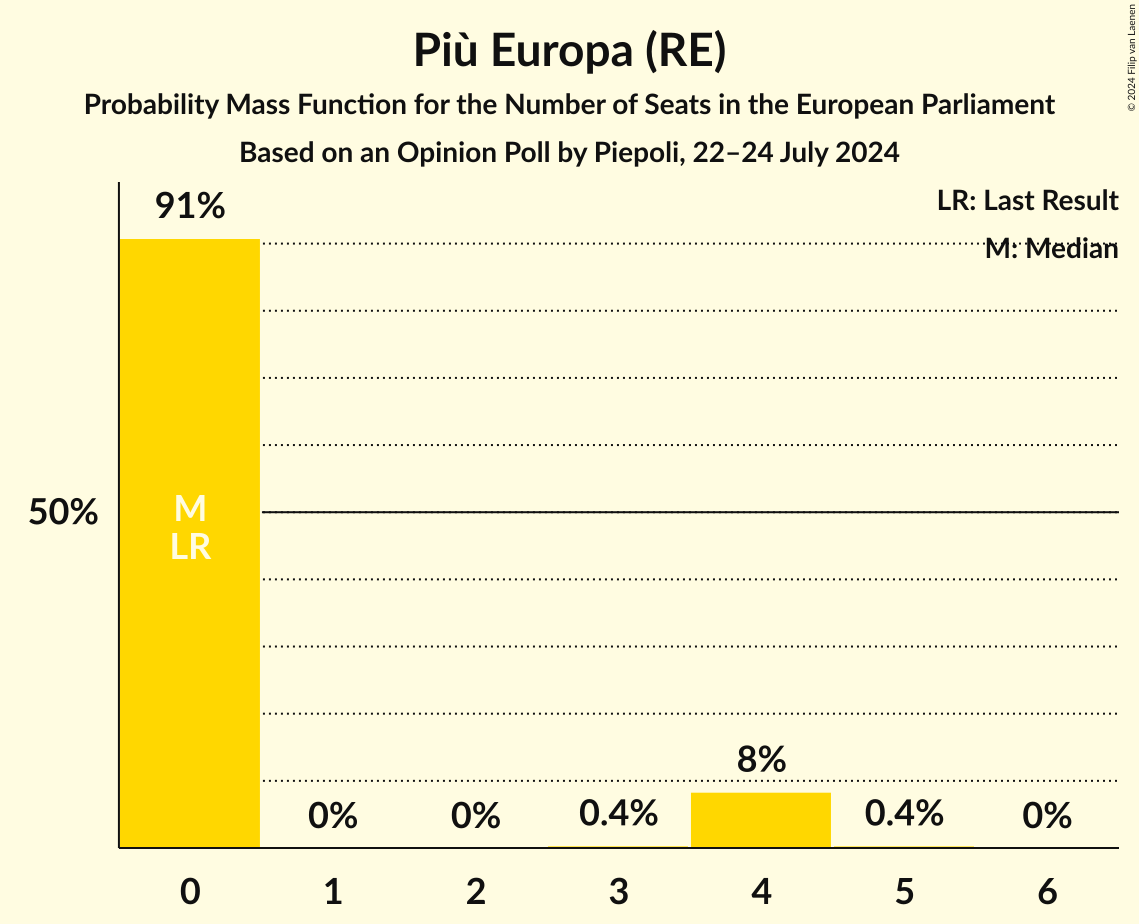 Più Europa (RE)
Probability Mass Function for the Number of Seats in the European Parliament
Based on an Opinion Poll by Piepoli, 22–24 July 2024
© 2024 Filip van Laenen
LR: Last Result
M: Median
91%
50%
M
LR
0%
0%
0.4%
8%
0.4%
0%
0
1
2
3
4
5
6